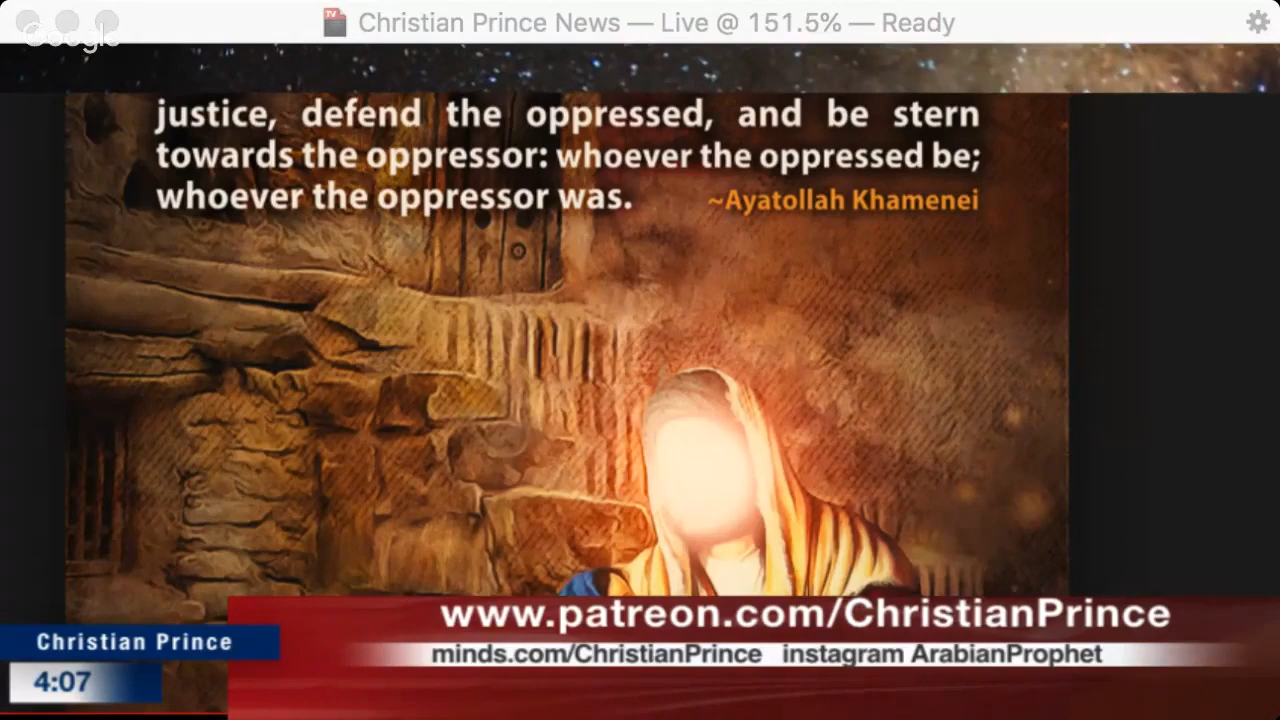 Christian Prince News — Live @ 151.5% — Ready
Google
justice, defend the oppressed, and be stern
towards the oppressor: whoever the oppressed be;
whoever the oppressor was.
~Ayatollah Khamenei
www.patreon.com/ChristianPrince
Christian Prince
minds.com/ChristianPrince instagram ArabianProphet
4:07